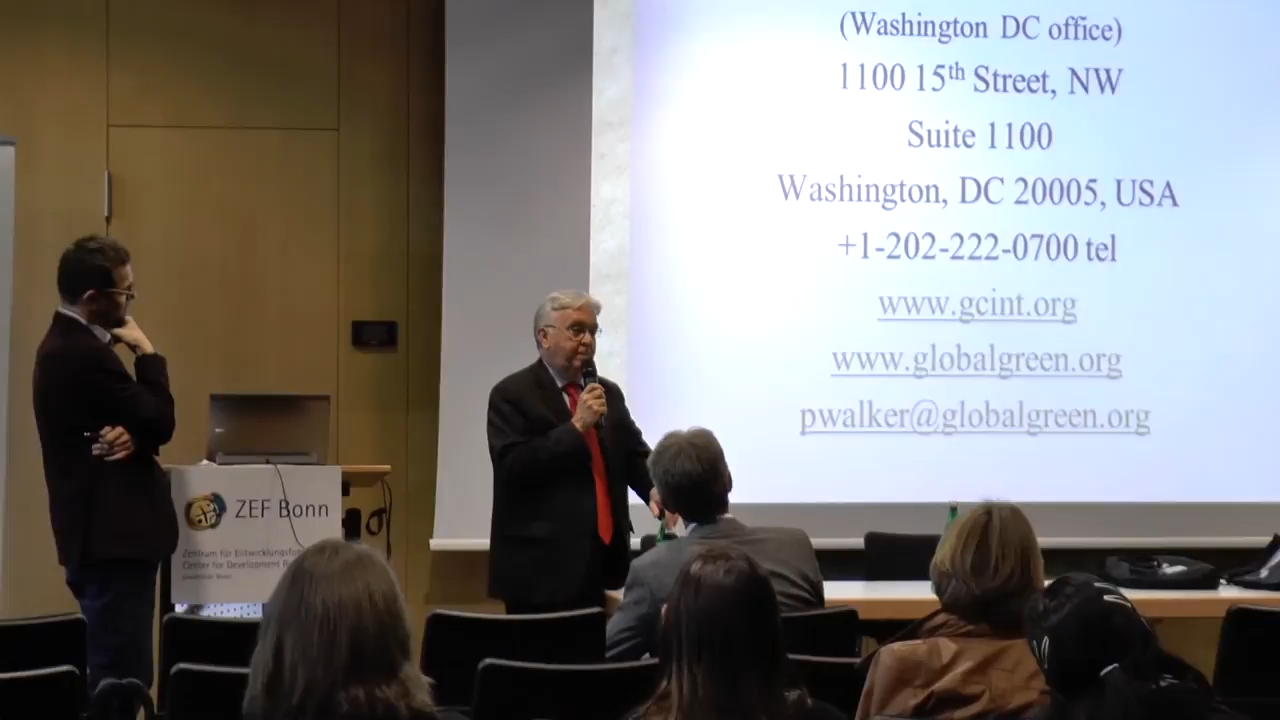 (Washington DC office)
1100 15th Street, NW
Suite 1100
Washington, DC 20005, USA
+1-202-222-0700 tel
www.gcint.org
www.globalgreen.org
pwalker@globalgreen.org
ZEF Bonn
Zentrum für
Center for Development